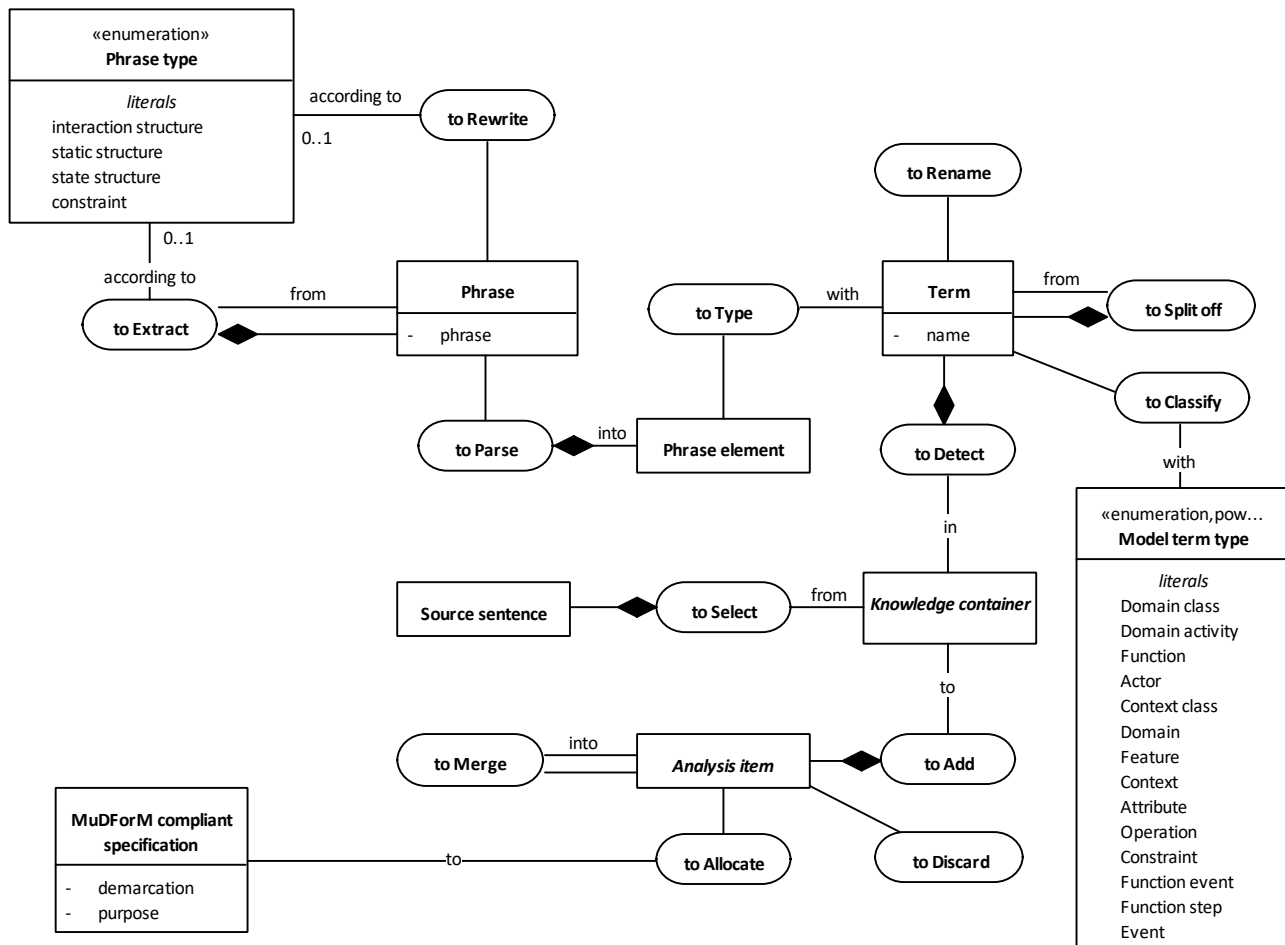 «enumeration»
Phrase type
literals
interaction structure
static structure
state structure
constraint
according to
0..1
to Rewrite
0..1
according to
to Extract
from
Phrase
- phrase
to Parse
into
Phrase element
to Type
with
to Rename
Term
- name
from
to Split off
to Classify
with
to Detect
in
«enumeration,pow...
Model term type
literals
Domain class
Domain activity
Function
Actor
Context class
Domain
Feature
Context
Attribute
Operation
Constraint
Function event
Function step
Event
Source sentence
to Select
from
Knowledge container
to
to Merge
into
Analysis item
to Add
MuDForM compliant
specification
- demarcation
- purpose
to
to Allocate
to Discard